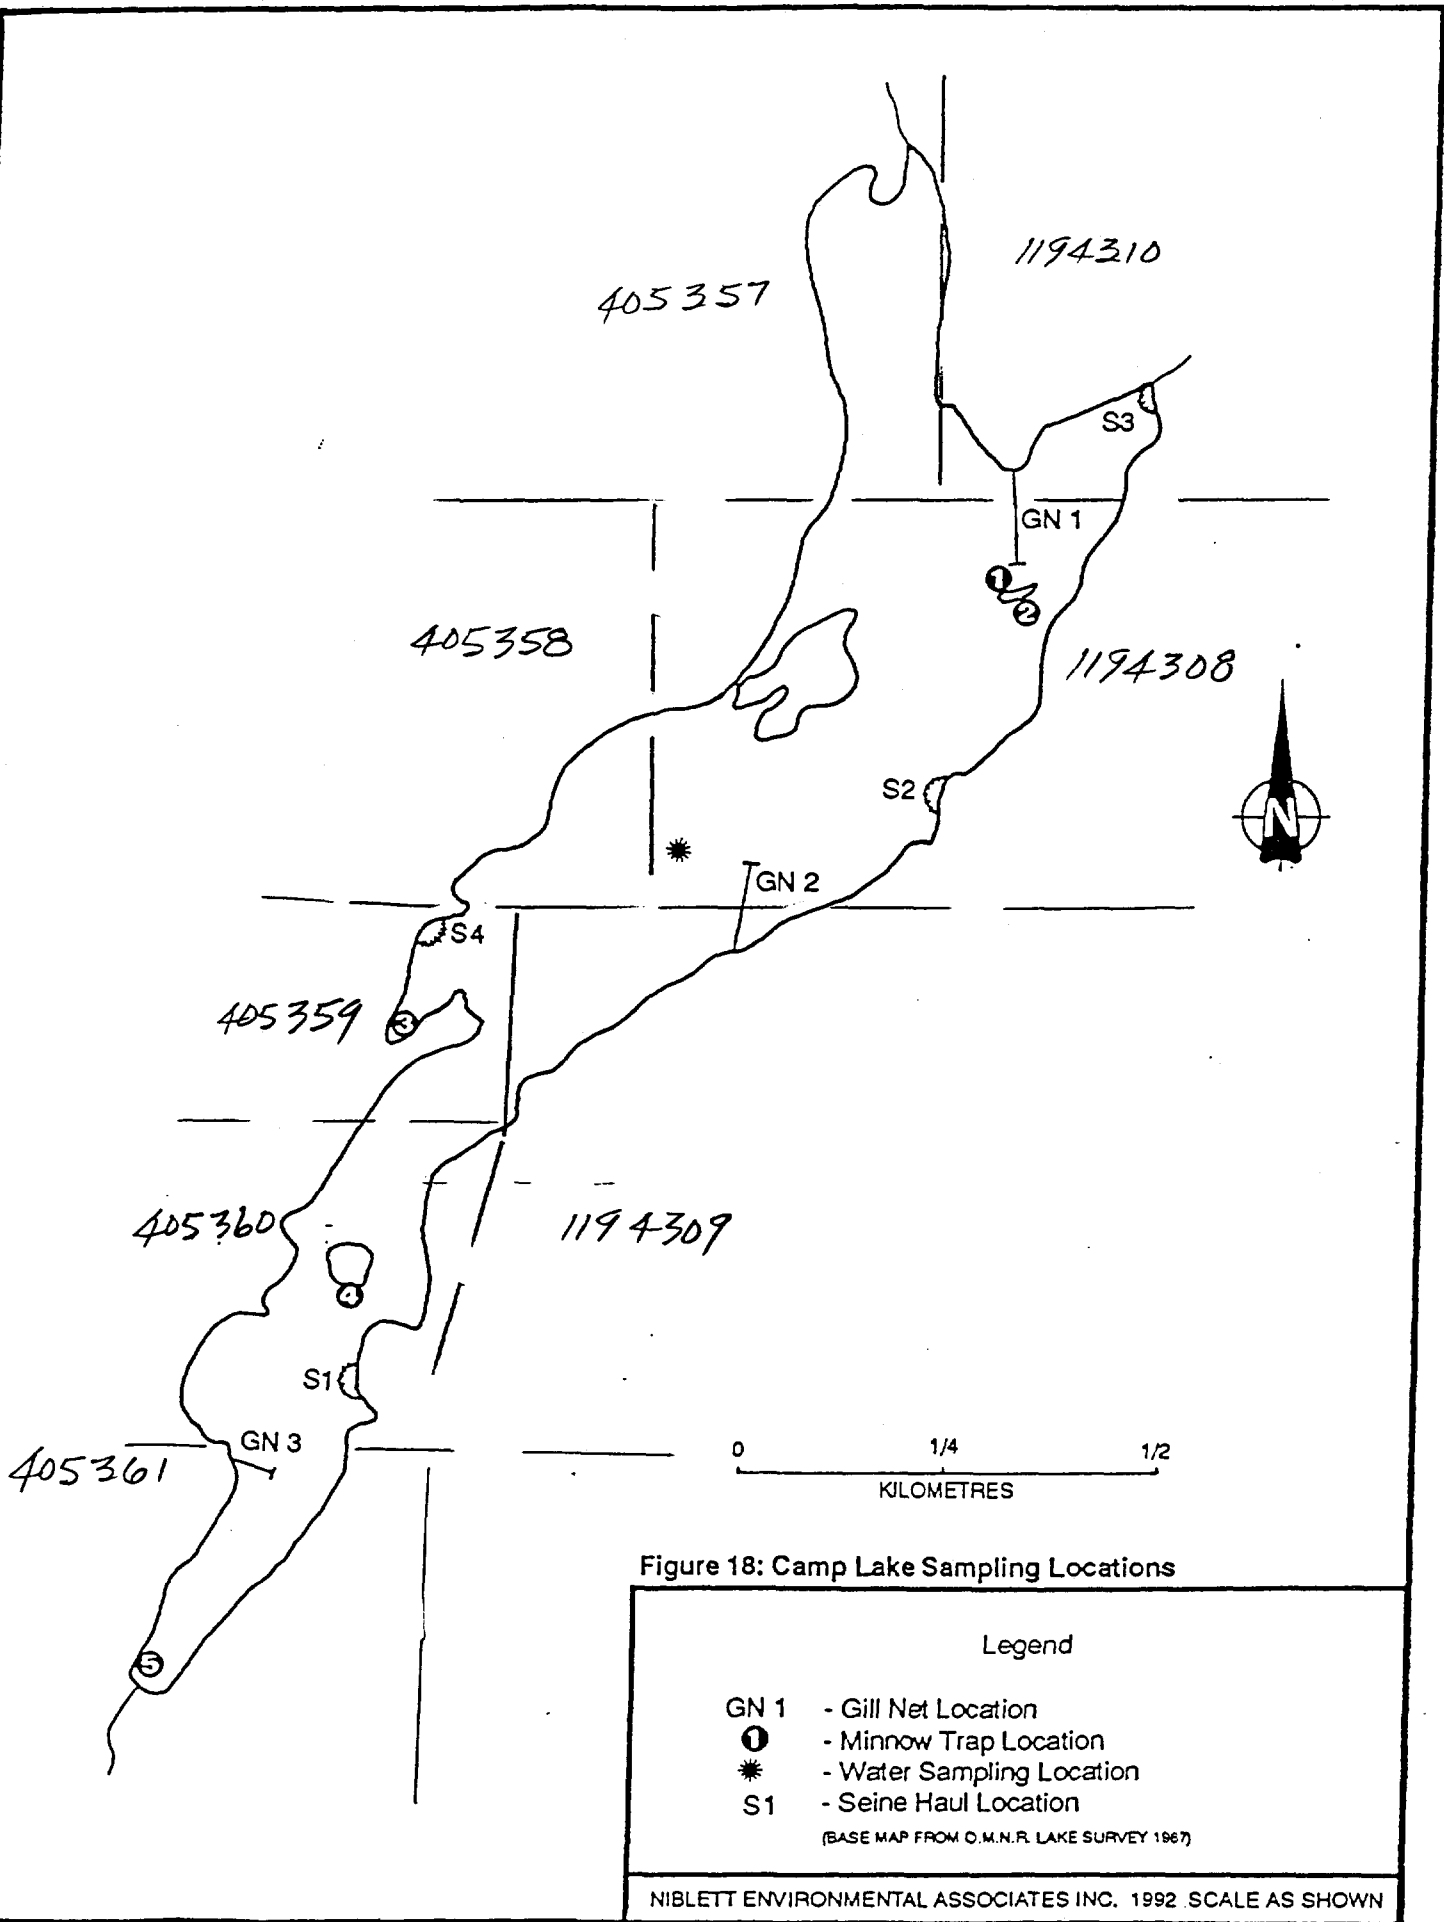 1194310
405357
S3
GN 1
1
2
405358
1194308
S2
N
GN 2
S4
405359
3
405360
1194309
4
S1
GN 3
405361
0 1/4 1/2
KILOMETRES
5
Figure 18: Camp Lake Sampling Locations
Legend
GN 1 - Gill Net Location
1 - Minnow Trap Location
- Water Sampling Location
S1 - Seine Haul Location
(BASE MAP FROM O.M.N.R. LAKE SURVEY 1967)
NIBLETT ENVIRONMENTAL ASSOCIATES INC. 1992 SCALE AS SHOWN